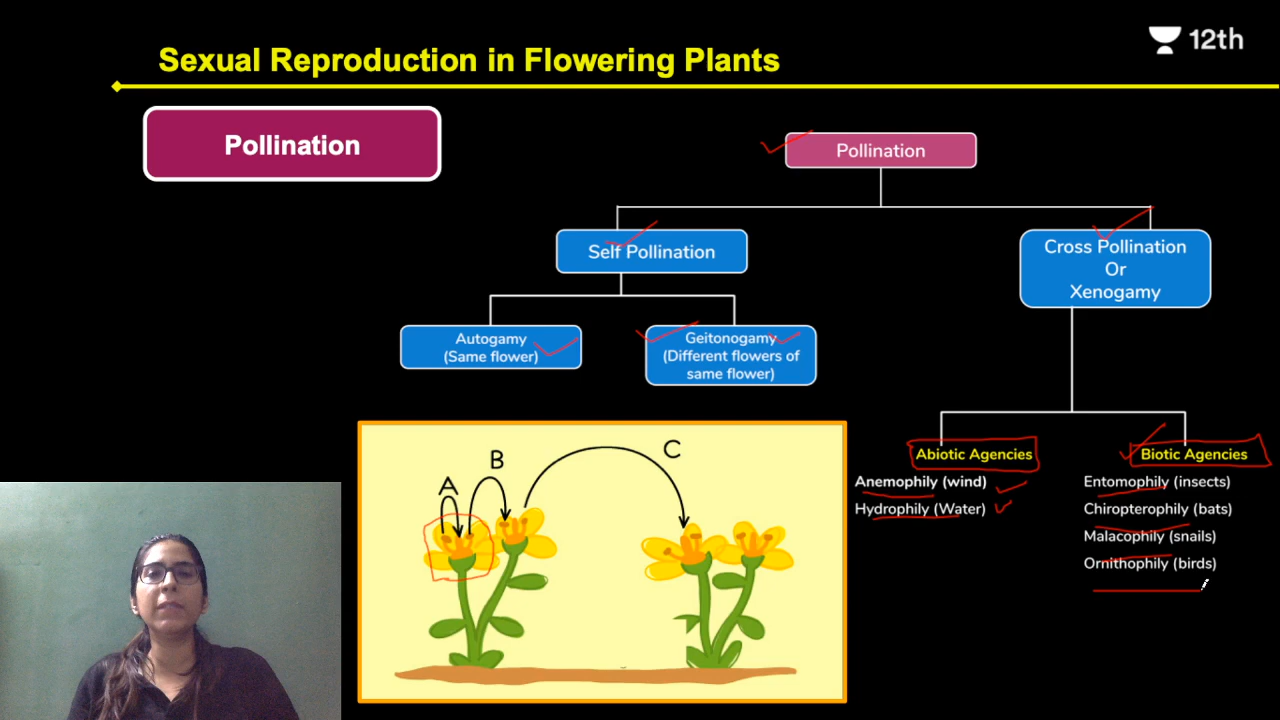 Sexual Reproduction in Flowering Plants
12th
Pollination
Pollination
Self Pollination
Cross Pollination
Or
Xenogamy
Autogamy
(Same flower)
Geitonogamy
(Different flowers of
same flower)
Abiotic Agencies
Anemophily (wind)
Hydrophily (Water)
Biotic Agencies
Entomophily (insects)
Chiropterophily (bats)
Malacophily (snails)
Ornithophily (birds)
A
B
C